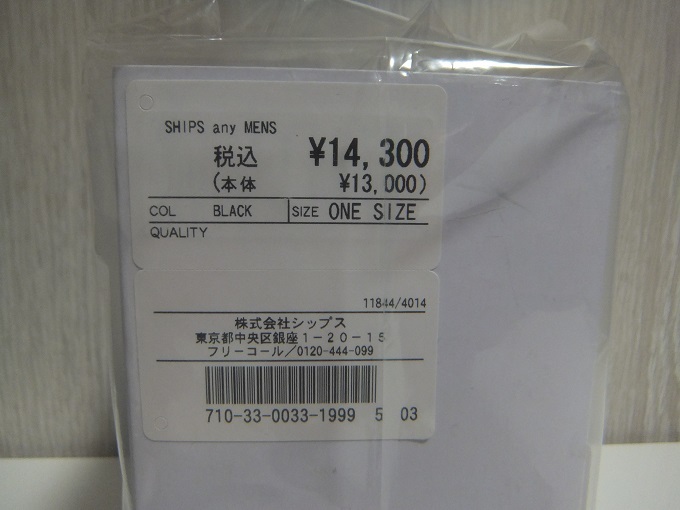 SHIPS any MENS
税込 ¥14,300
(本体 ¥13,000)
COL BLACK SIZE ONE SIZE
QUALITY
11844/4014
株式会社シップス
東京都中央区銀座1-20-15
フリーコール/0120-444-099
710-33-0033-1999 5 03